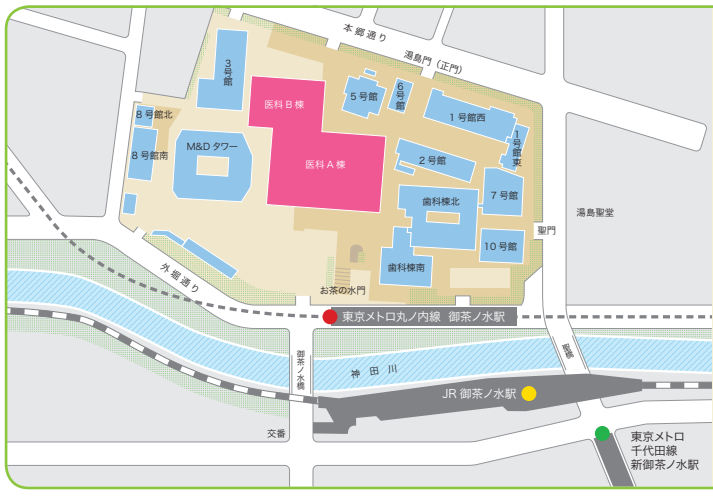 本郷通り
湯島門（正門）
3号館
医科B棟
5号館
6号館
1号館西
1号館東
8号館北
8号館南
M&Dタワー
医科A棟
2号館
7号館
歯科棟北
湯島聖堂
聖門
10号館
歯科棟南
外堀通り
お茶の水門
東京メトロ丸ノ内線 御茶ノ水駅
御茶ノ水橋
神田川
聖橋
JR 御茶ノ水駅
交番
東京メトロ
千代田線
新御茶ノ水駅